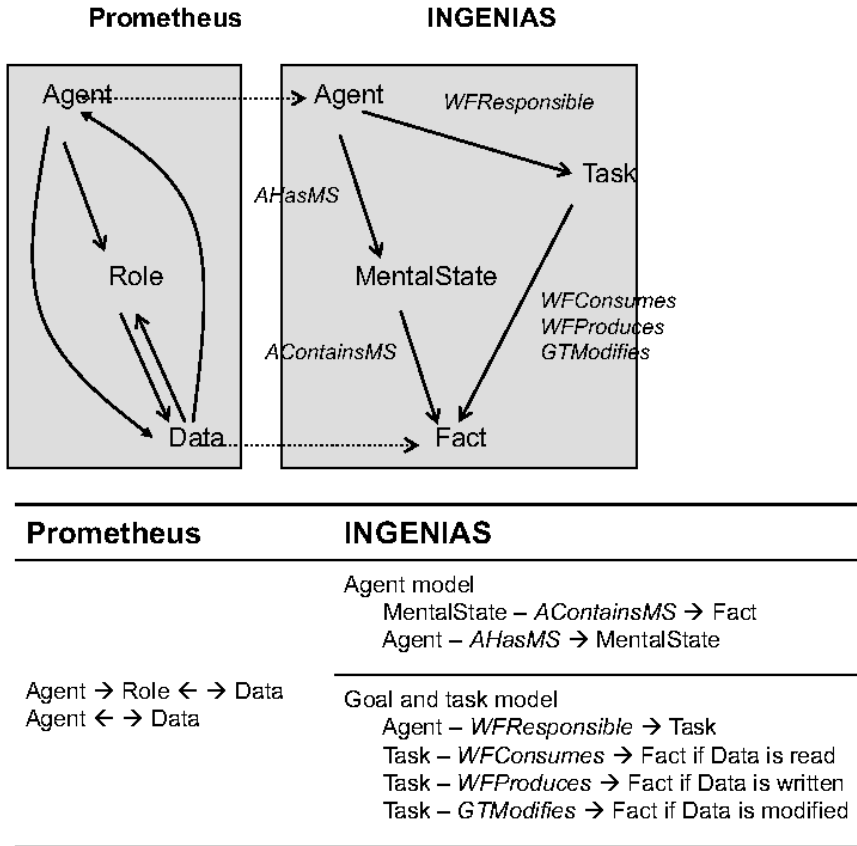 Prometheus INGENIAS
Agent Agent WFResponsible
Task
AHasMS
Role MentalState
WFConsumes
WFProduces
AContainsMS GTModifies
Data Fact
Prometheus INGENIAS
Agent model
MentalState – AContainsMS → Fact
Agent – AHasMS → MentalState
Agent → Role ← → Data
Agent ← → Data
Goal and task model
Agent – WFResponsible → Task
Task – WFConsumes → Fact if Data is read
Task – WFProduces → Fact if Data is written
Task – GTModifies → Fact if Data is modified